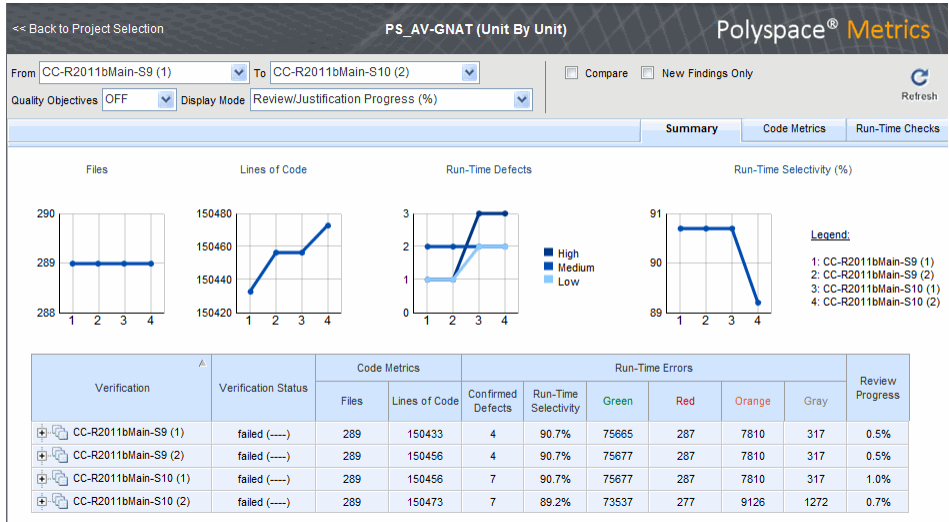 << Back to Project Selection
PS_AV-GNAT (Unit By Unit)
Polyspace® Metrics
From CC-R2011bMain-S9 (1) To CC-R2011bMain-S10 (2)
Compare New Findings Only
Refresh
Quality Objectives OFF Display Mode Review/Justification Progress (%)
Summary Code Metrics Run-Time Checks
Files
290
289
288
1 2 3 4
Lines of Code
150480
150460
150440
150420
1 2 3 4
Run-Time Defects
3
2
1
0
1 2 3 4
High
Medium
Low
Run-Time Selectivity (%)
91
90
89
1 2 3 4
Legend:
1: CC-R2011bMain-S9 (1)
2: CC-R2011bMain-S9 (2)
3: CC-R2011bMain-S10 (1)
4: CC-R2011bMain-S10 (2)
Verification Verification Status Code Metrics Run-Time Errors Review Progress
Files Lines of Code Confirmed Defects Run-Time Selectivity Green Red Orange Gray
CC-R2011bMain-S9 (1) failed (----) 289 150433 4 90.7% 75665 287 7810 317 0.5%
CC-R2011bMain-S9 (2) failed (----) 289 150456 4 90.7% 75677 287 7810 317 0.5%
CC-R2011bMain-S10 (1) failed (----) 289 150456 7 90.7% 75677 287 7810 317 1.0%
CC-R2011bMain-S10 (2) failed (----) 289 150473 7 89.2% 73537 277 9126 1272 0.7%